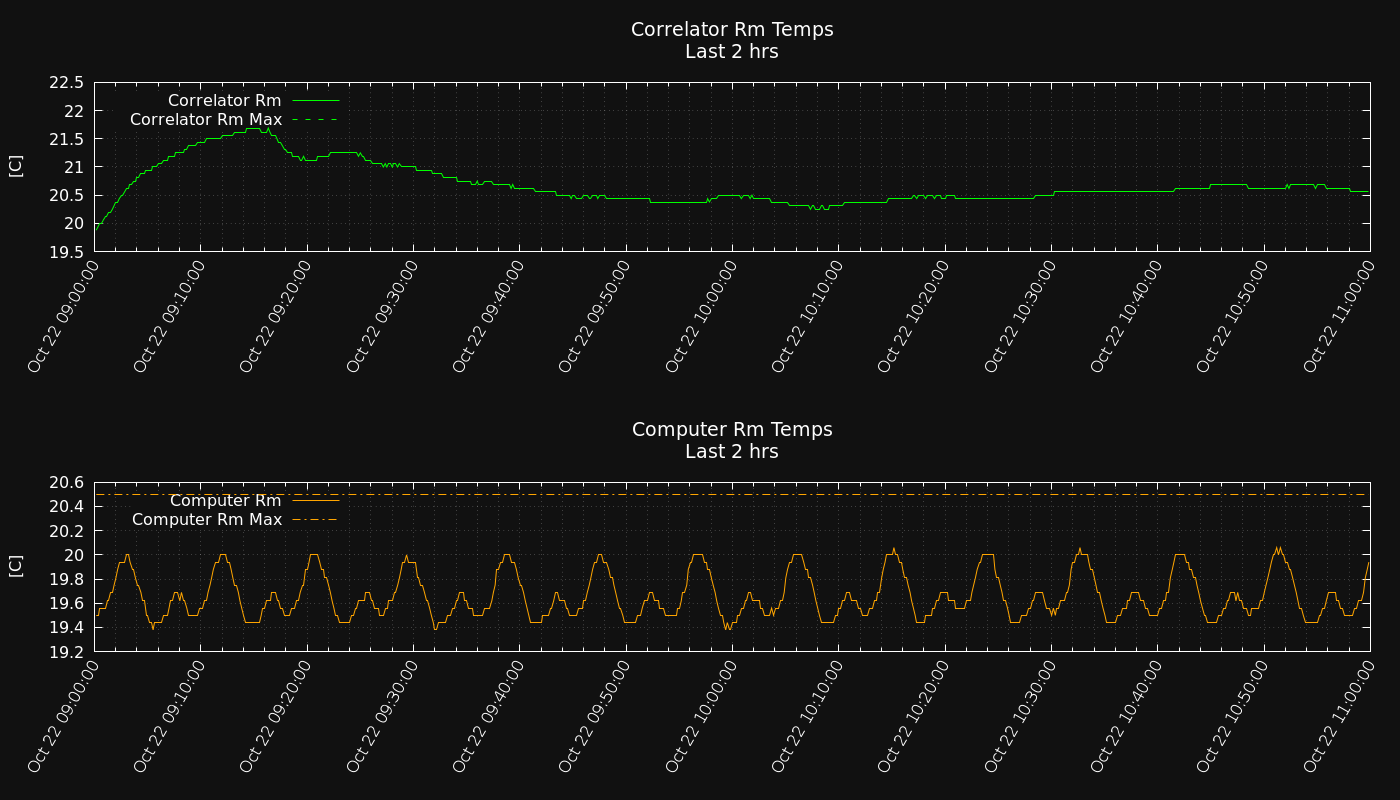 Correlator Rm Temps
Last 2 hrs
22.5
22
21.5
21
20.5
20
19.5
[C]
Correlator Rm
Correlator Rm Max
Oct 22 09:00:00
Oct 22 09:10:00
Oct 22 09:20:00
Oct 22 09:30:00
Oct 22 09:40:00
Oct 22 09:50:00
Oct 22 10:00:00
Oct 22 10:10:00
Oct 22 10:20:00
Oct 22 10:30:00
Oct 22 10:40:00
Oct 22 10:50:00
Oct 22 11:00:00
Computer Rm Temps
Last 2 hrs
20.6
20.4
20.2
20
19.8
19.6
19.4
19.2
[C]
Computer Rm
Computer Rm Max
Oct 22 09:00:00
Oct 22 09:10:00
Oct 22 09:20:00
Oct 22 09:30:00
Oct 22 09:40:00
Oct 22 09:50:00
Oct 22 10:00:00
Oct 22 10:10:00
Oct 22 10:20:00
Oct 22 10:30:00
Oct 22 10:40:00
Oct 22 10:50:00
Oct 22 11:00:00